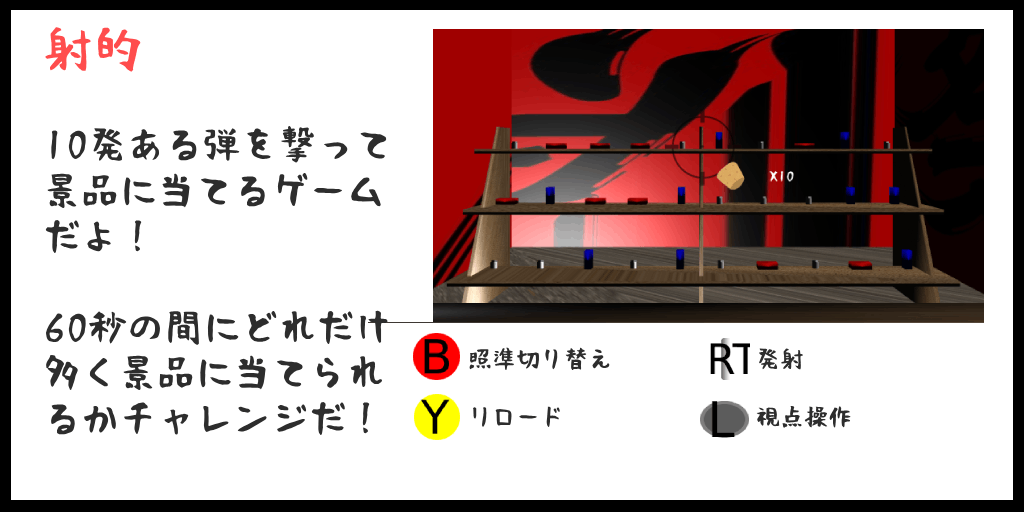 射的
10発ある弾を撃って
景品に当てるゲーム
だよ！
60秒の間にどれだけ
多く景品に当てられ
るかチャレンジだ！
X10
B 照準切り替え
RT 発射
Y リロード
L 視点操作